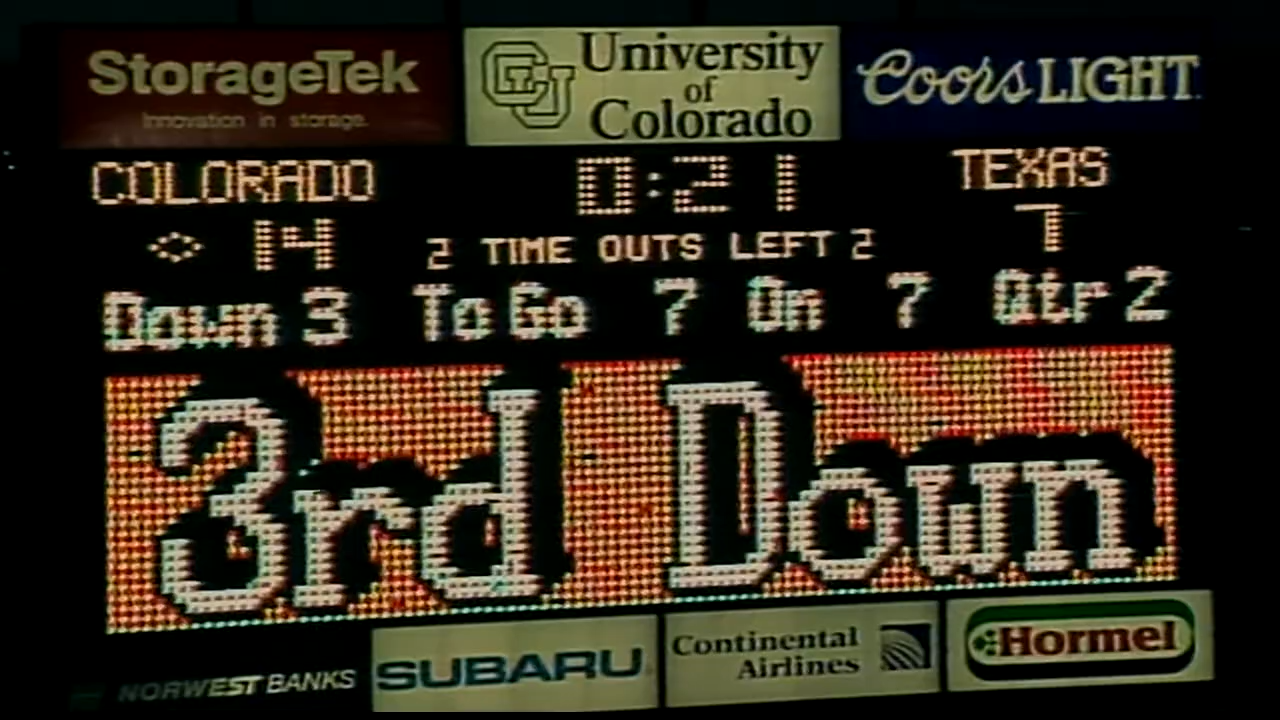 StorageTek
Innovation in storage.
CU
University
of
Colorado
Coors LIGHT
COLORADO 0:21 TEXAS
14 2 TIME OUTS LEFT 2 7
Down 3 To Go 7 On 7 Qtr 2
3rd Down
NORWEST BANKS
SUBARU
Continental
Airlines
Hormel